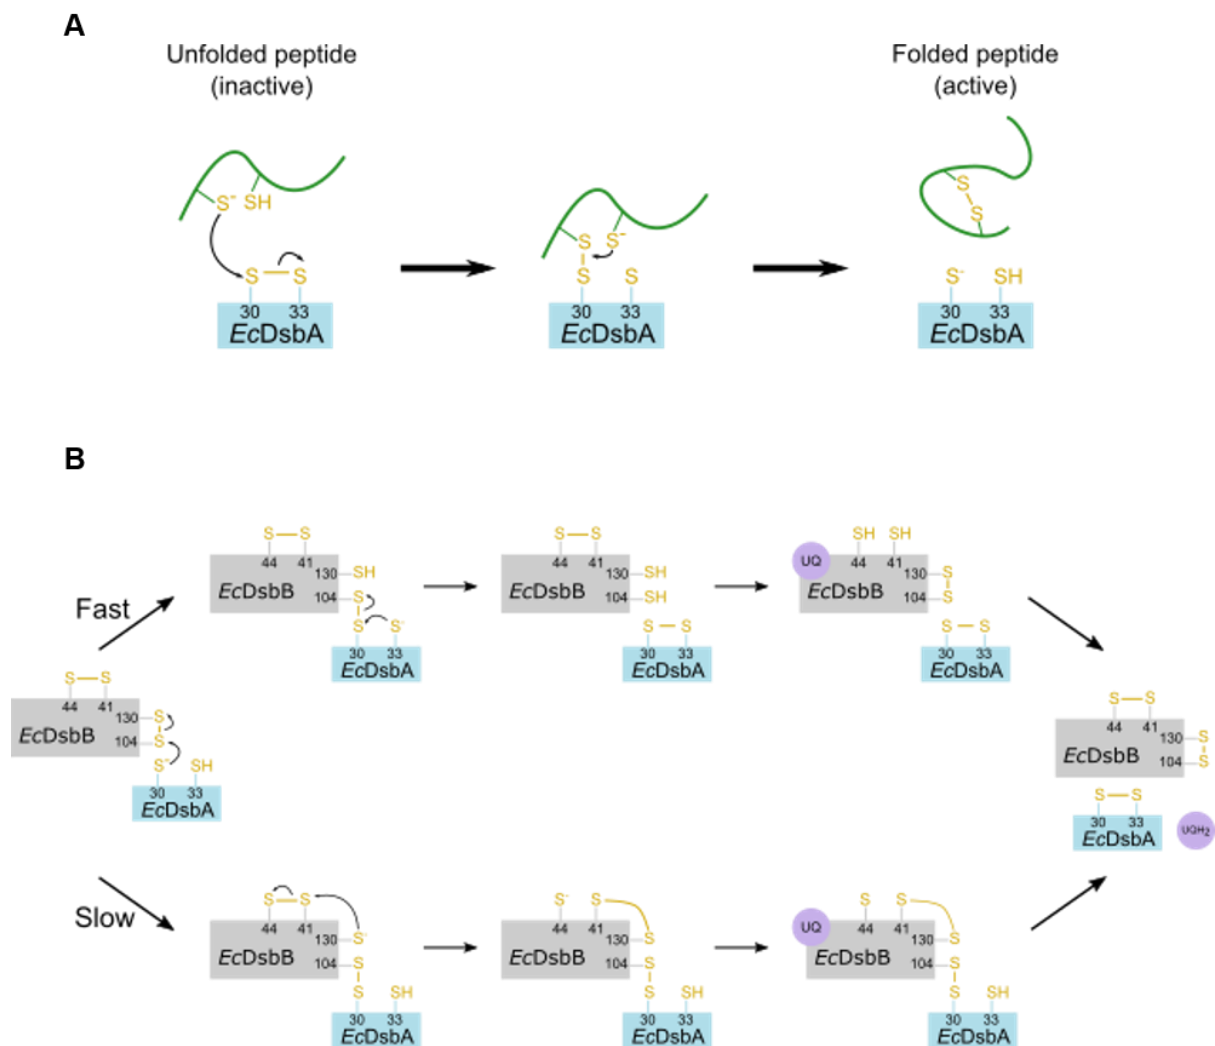 A
Unfolded peptide
(inactive)
Folded peptide
(active)
S- SH
S S
30 33
EcDsbA
S S-
S S
30 33
EcDsbA
S
S
S- SH
30 33
EcDsbA
B
Fast
S S
44 41
130 SH
EcDsbB
104 S
S S-
30 33
EcDsbA
S S
44 41
130 SH
EcDsbB
104 SH
S S
30 33
EcDsbA
UQ
SH SH
44 41
130 S
EcDsbB
104 S
S S
30 33
EcDsbA
S S
44 41
130 S
EcDsbB
104 S
S- SH
30 33
EcDsbA
S S
44 41
130 S
EcDsbB
104 S
S S
30 33
EcDsbA
UQH2
Slow
S S
44 41
130 S-
EcDsbB
104 S
S SH
30 33
EcDsbA
S- S
44 41
130 S
EcDsbB
104 S
S SH
30 33
EcDsbA
UQ
S S
44 41
130 S
EcDsbB
104 S
S SH
30 33
EcDsbA